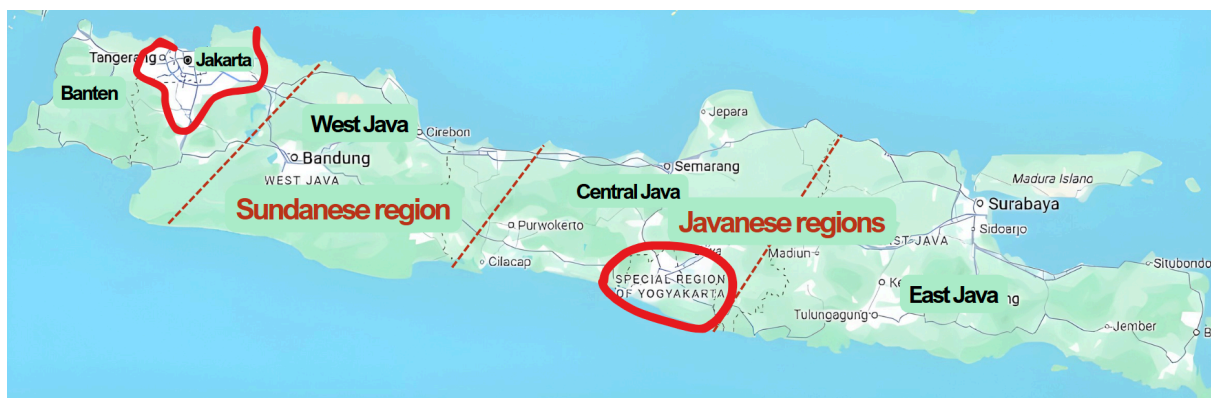 Tangerang
Jakarta
Banten
West Java
Cirebon
Bandung
WEST JAVA
Sundanese region
Jepara
Semarang
Central Java
Javanese regions
Purwokerto
Cilacap
SPECIAL REGION
OF YOGYAKARTA
Madura Island
Surabaya
Sidoarjo
JAVA
Madiun
East Java
Tulungagung
Situbondo
Jember